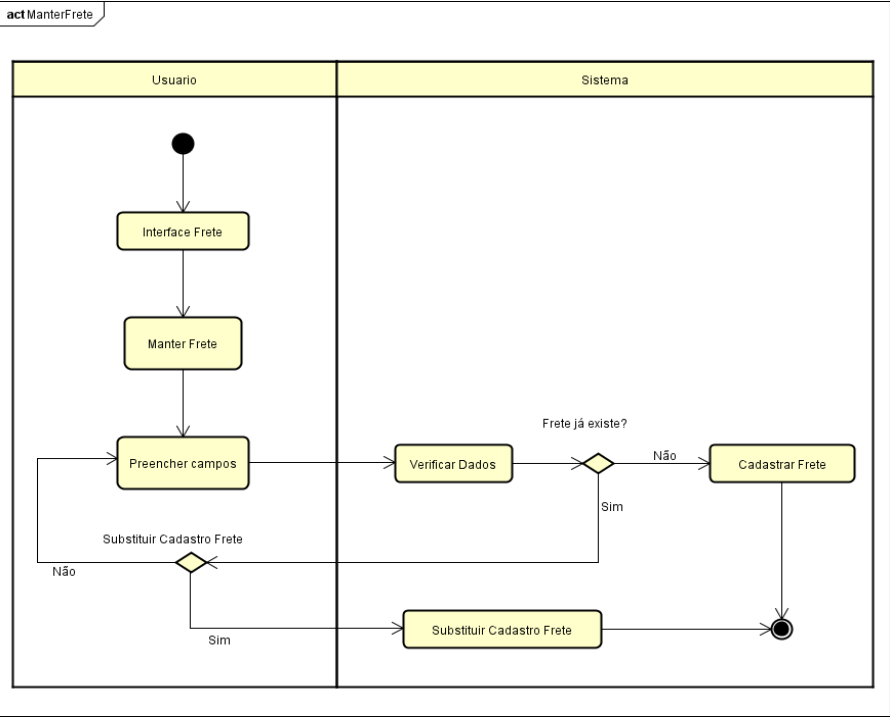 act ManterFrete
Usuario
Sistema
Interface Frete
Manter Frete
Frete já existe?
Preencher campos
Verificar Dados
Não
Cadastrar Frete
Sim
Substituir Cadastro Frete
Não
Sim
Substituir Cadastro Frete